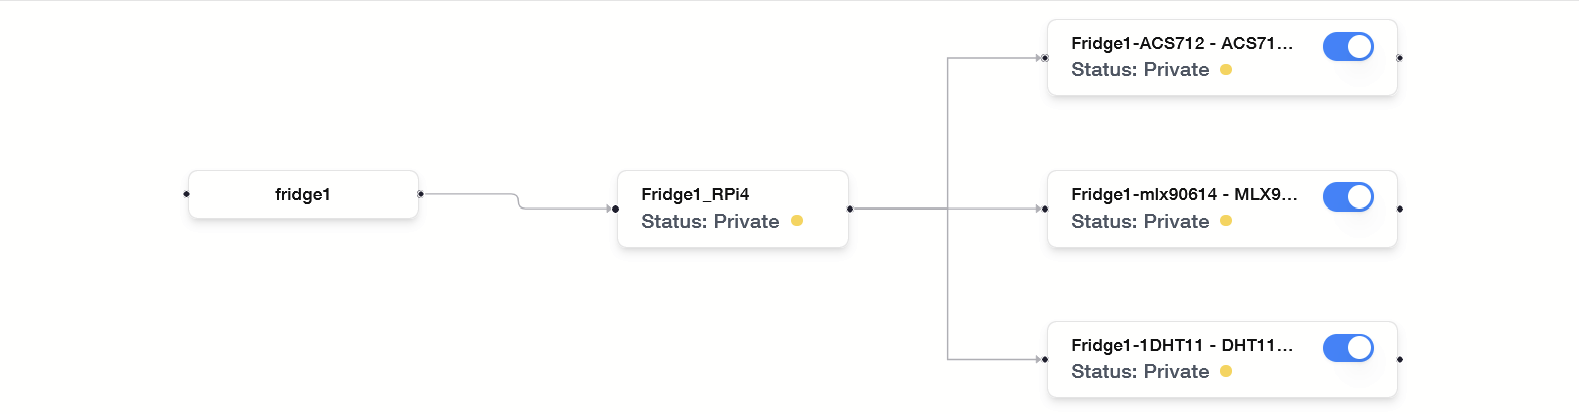 fridge1
Fridge1_RPi4
Status: Private
Fridge1-ACS712 - ACS71...
Status: Private
Fridge1-mlx90614 - MLX9...
Status: Private
Fridge1-1DHT11 - DHT11...
Status: Private